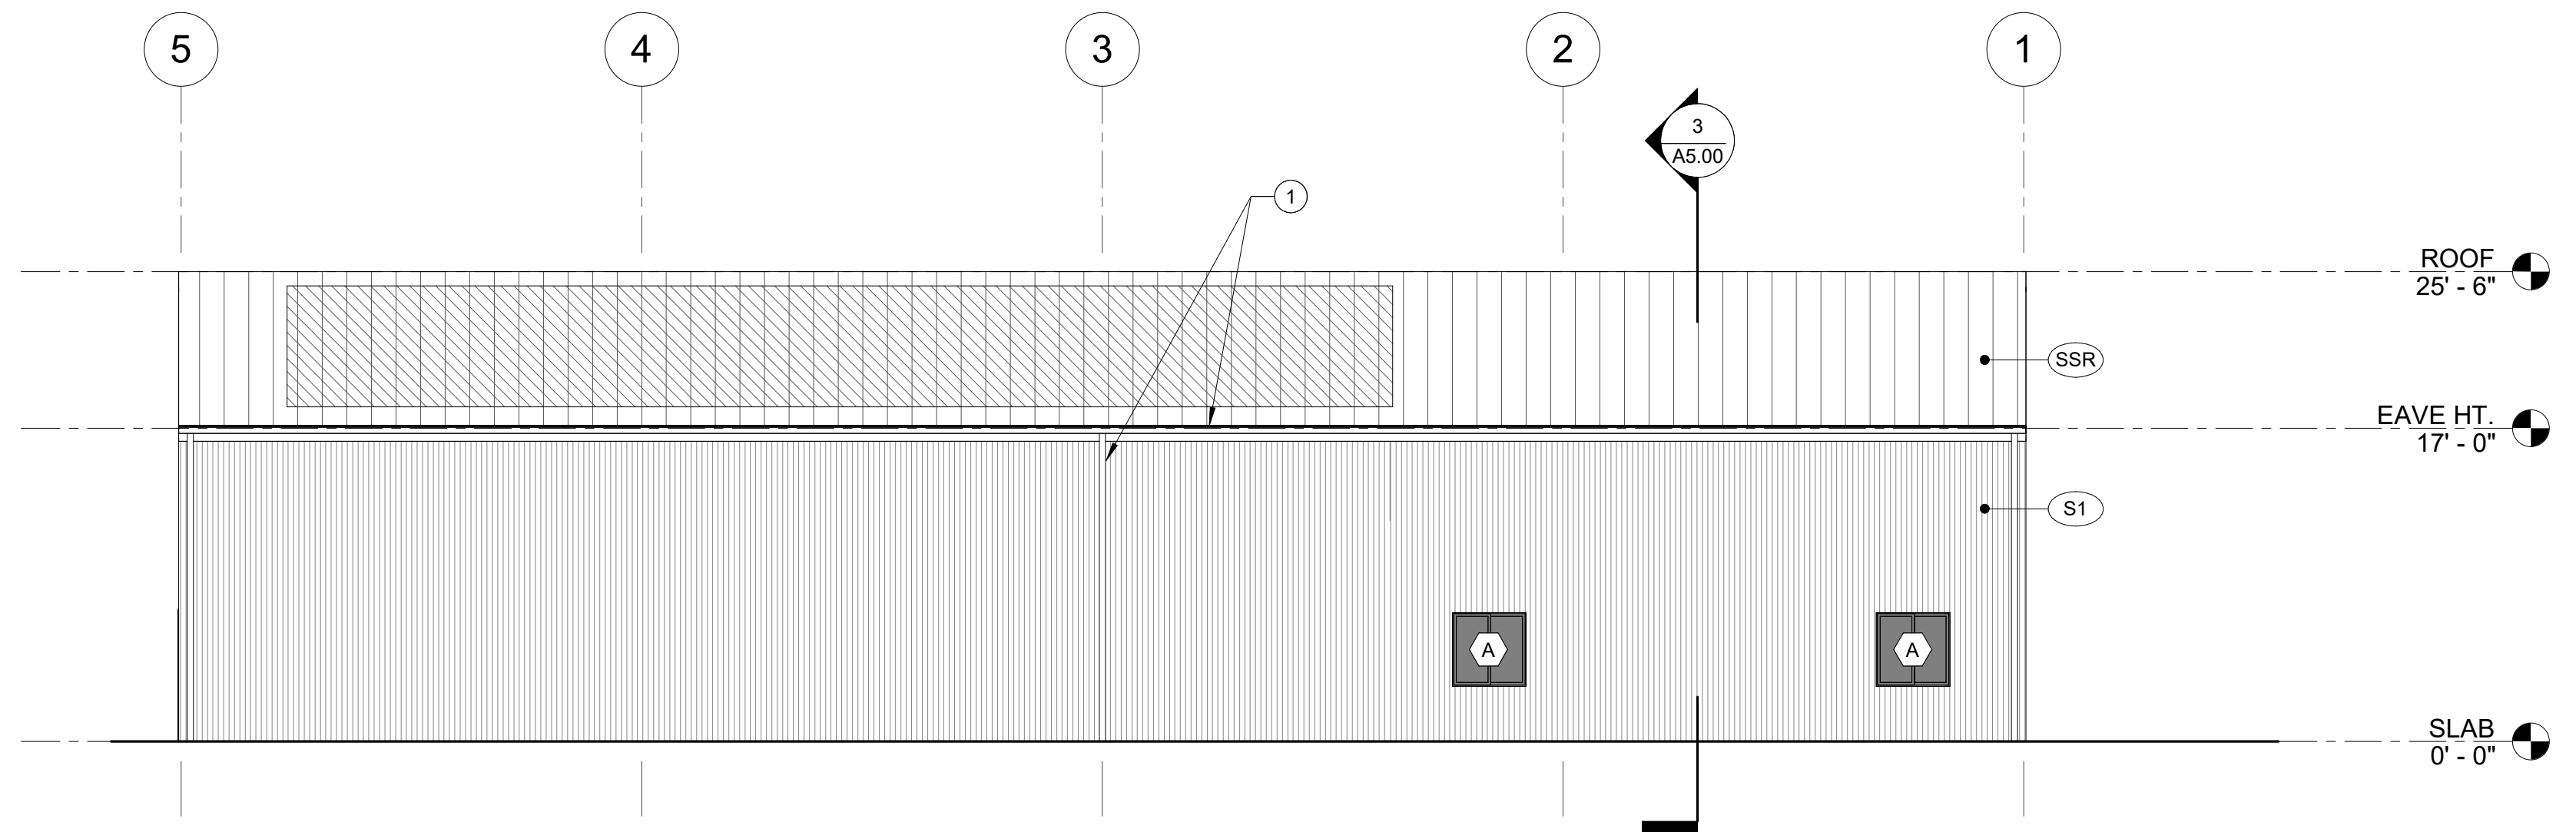 5
4
3
2
1
3
A5.00
1
ROOF
25' - 6"
SSR
EAVE HT.
17' - 0"
S1
A
A
SLAB
0' - 0"